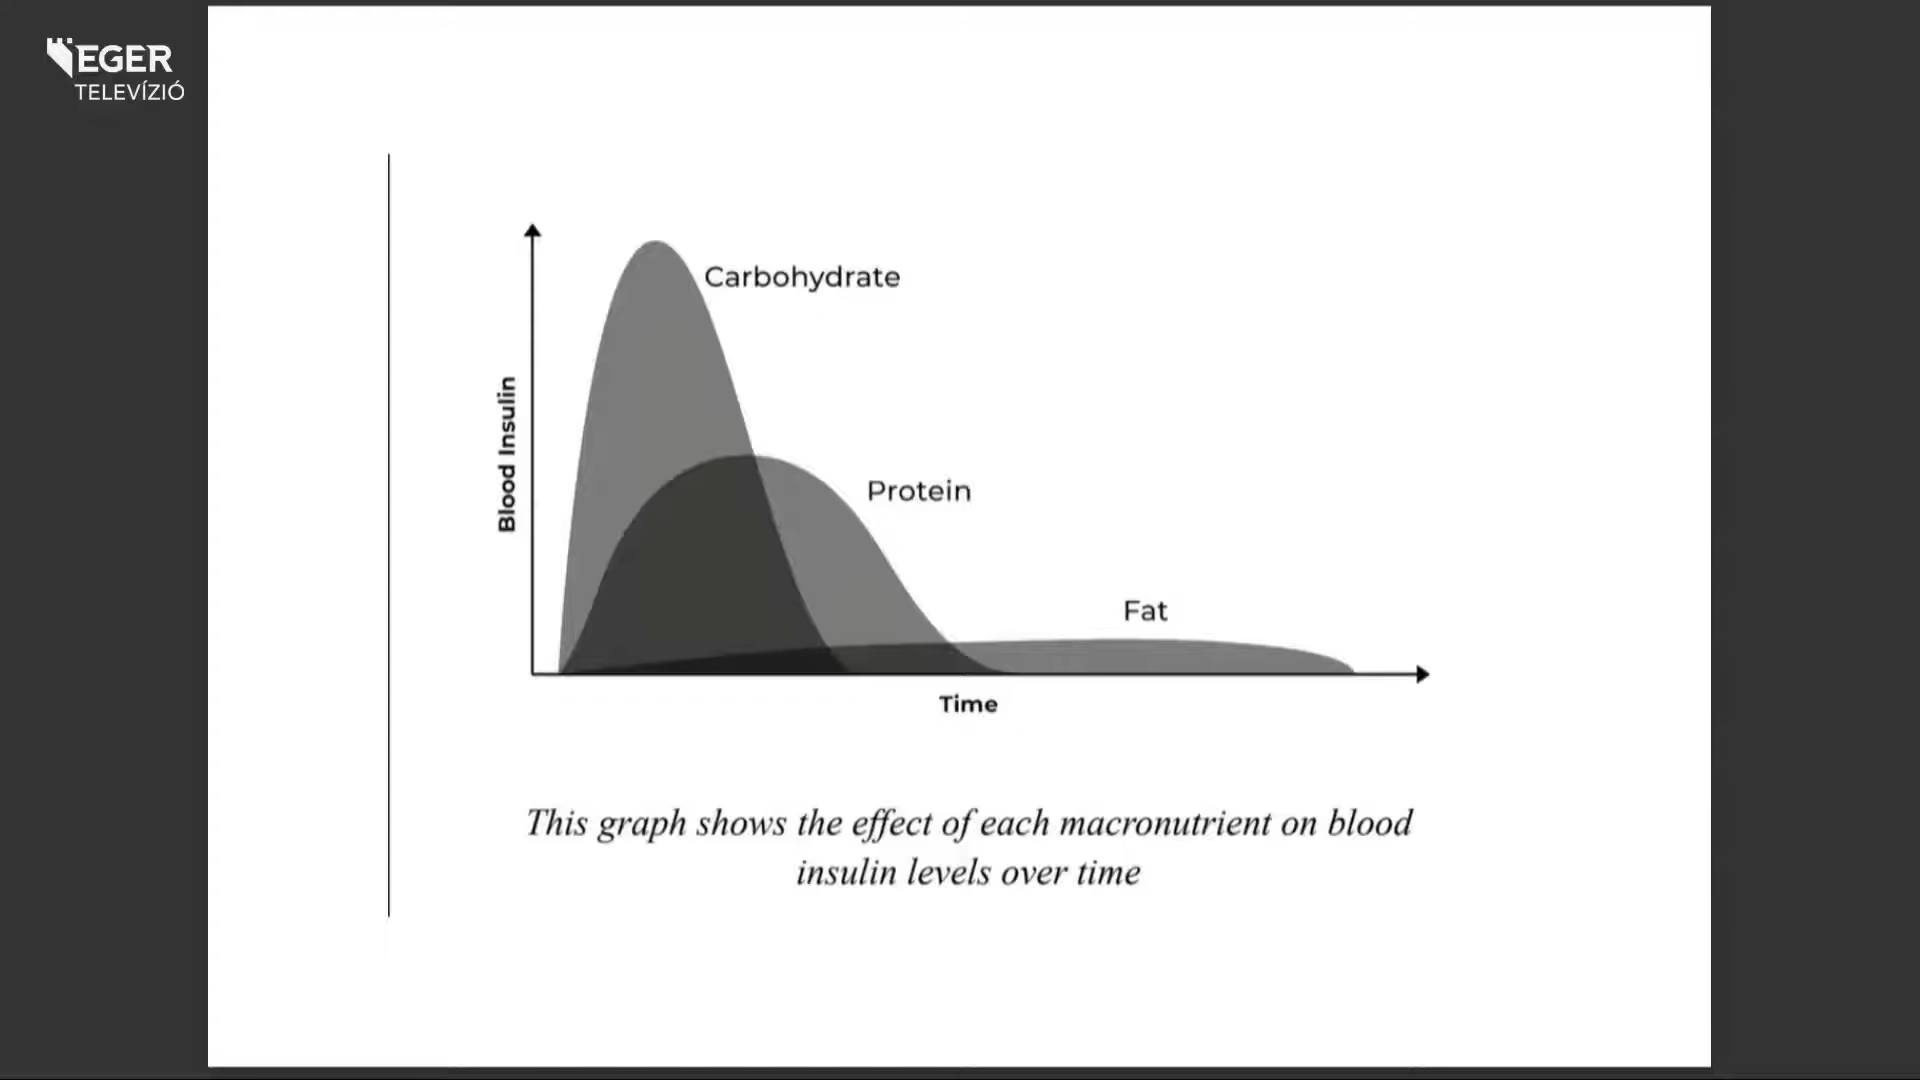 EGER
TELEVÍZIÓ
Carbohydrate
Blood Insulin
Protein
Fat
Time
This graph shows the effect of each macronutrient on blood
insulin levels over time